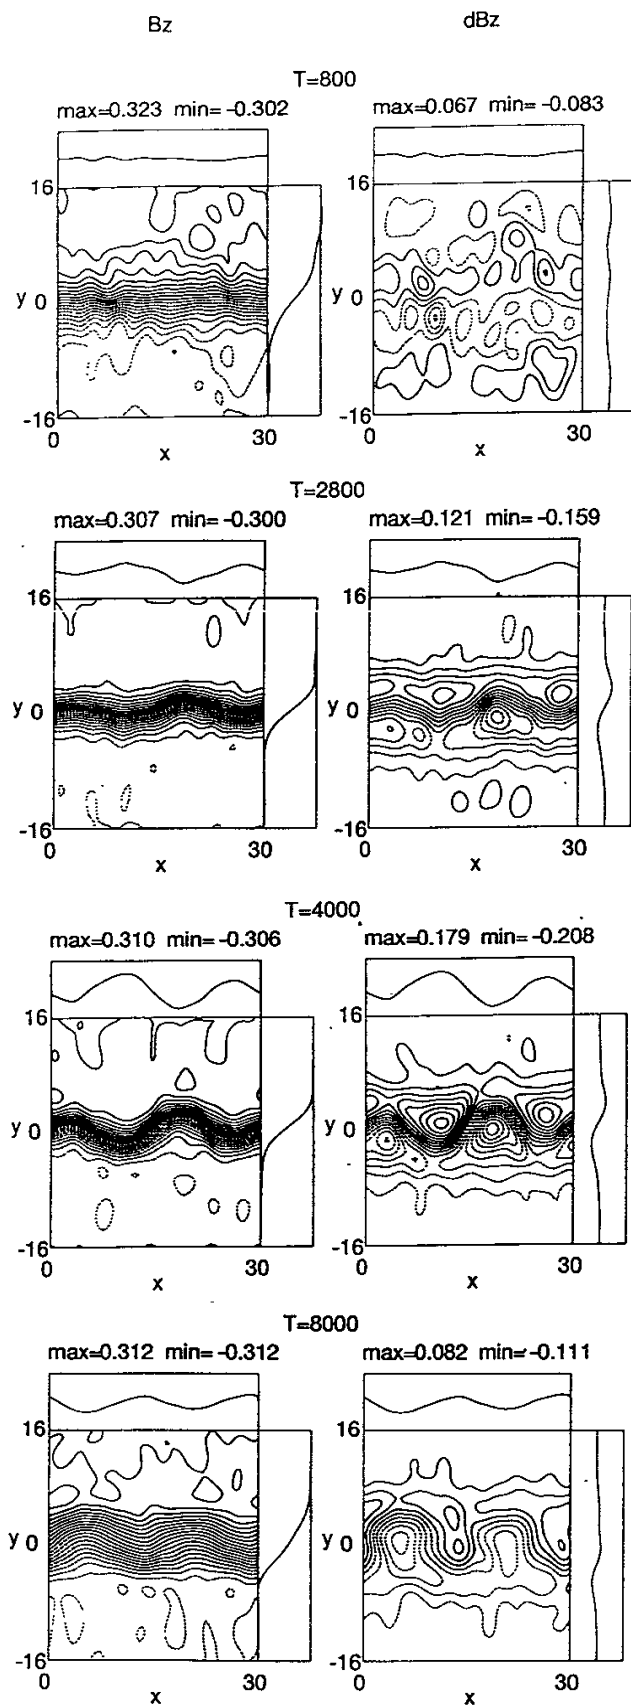 Bz dBz
T=800
max=0.323 min= -0.302 max=0.067 min= -0.083
16 16
y 0 y 0
-16 -16
0 30 0 30
x x
T=2800
max=0.307 min= -0.300 max=0.121 min= -0.159
16 16
y 0 y 0
-16 -16
0 30 0 30
x x
T=4000
max=0.310 min= -0.306 max=0.179 min= -0.208
16 16
y 0 y 0
-16 -16
0 30 0 30
x x
T=8000
max=0.312 min= -0.312 max=0.082 min= -0.111
16 16
y 0 y 0
-16 -16
0 30 0 30
x x